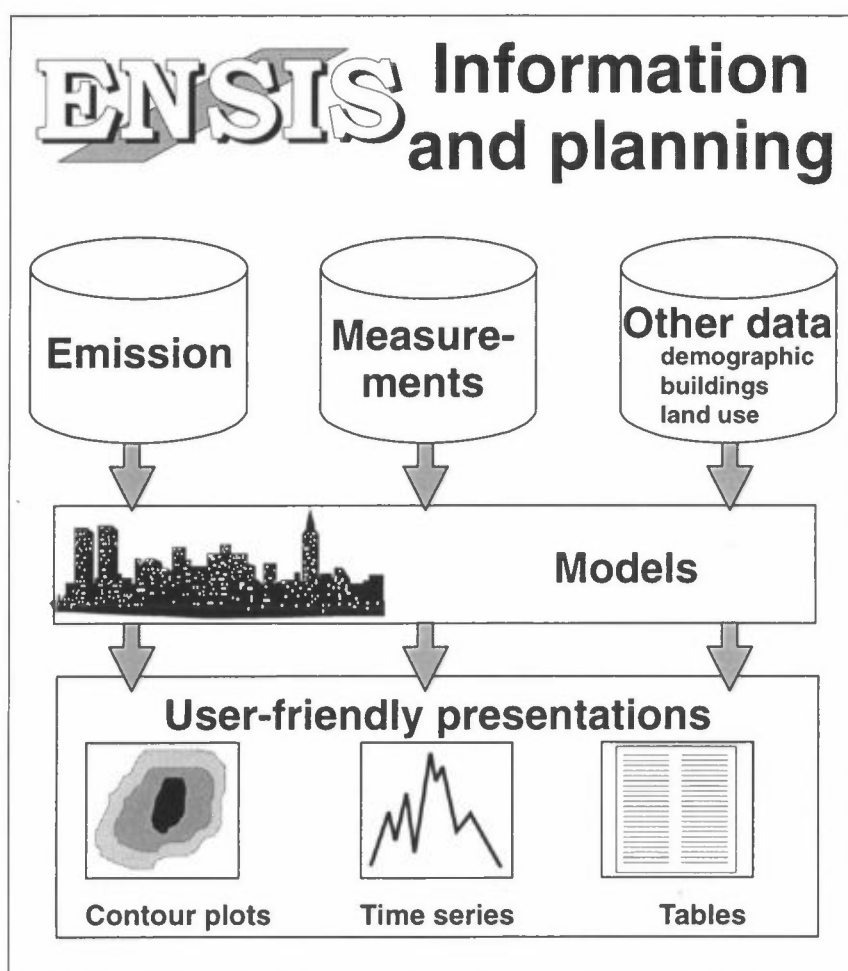 ENSIS Information
and planning
Emission
Measure-
ments
Other data
demographic
buildings
land use
Models
User-friendly presentations
Contour plots
Time series
Tables